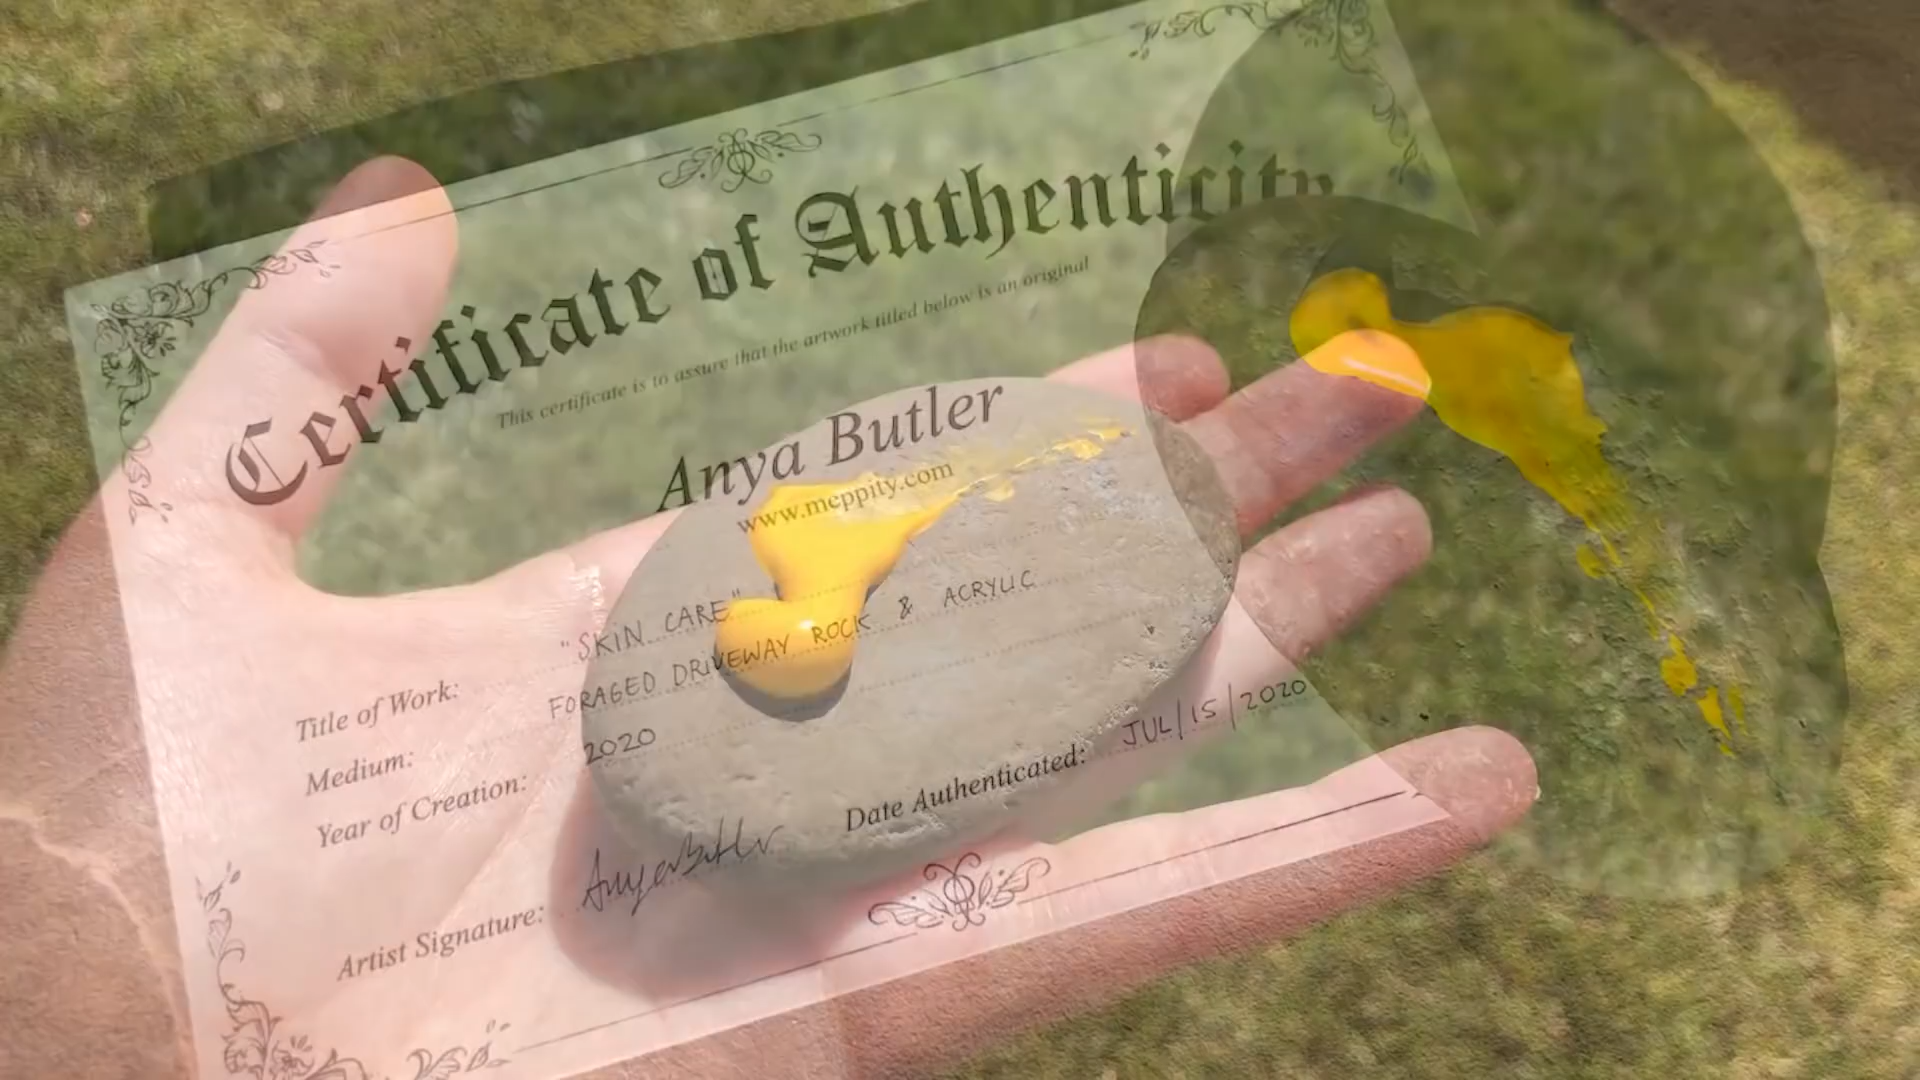 Certificate of Authenticity
This certificate is to assure that the artwork titled below is an original
Anya Butler
www.meppity.com
Title of Work: "SKIN CARE"
Medium: FORAGED DRIVEWAY ROCK & ACRYLIC
Year of Creation: 2020
Artist Signature: Anya Butler Date Authenticated: JUL/15/2020